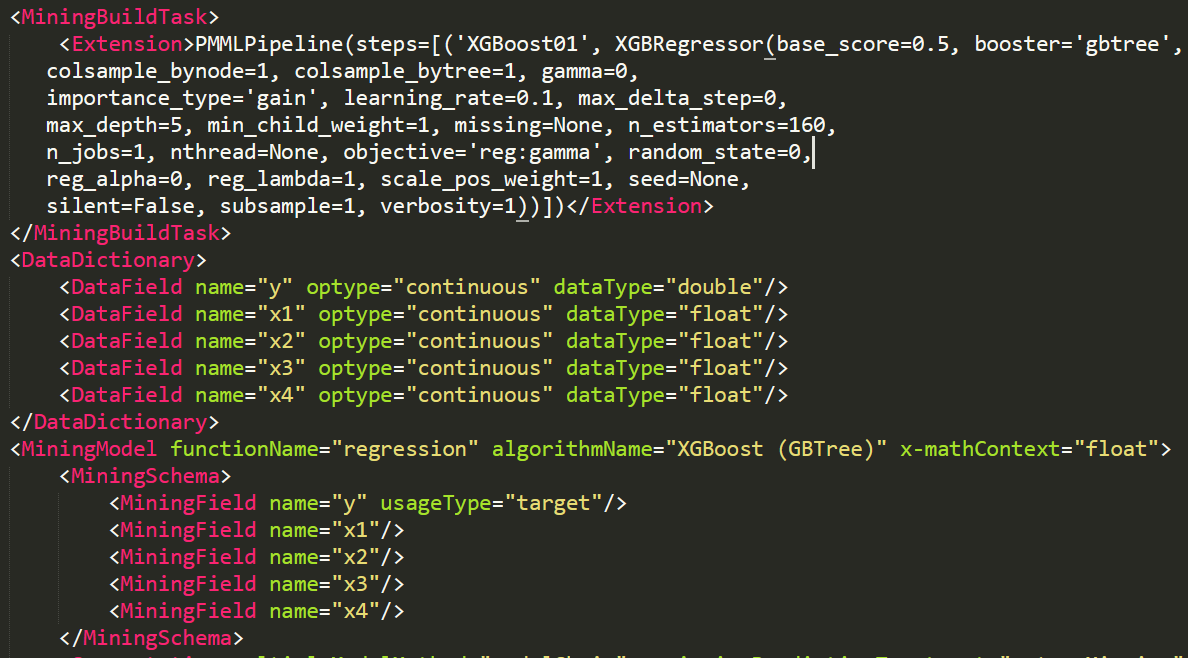 <MiningBuildTask>
<Extension>PMMLPipeline(steps=[('XGBoost01', XGBRegressor(base_score=0.5, booster='gbtree',
colsample_bynode=1, colsample_bytree=1, gamma=0,
importance_type='gain', learning_rate=0.1, max_delta_step=0,
max_depth=5, min_child_weight=1, missing=None, n_estimators=160,
n_jobs=1, nthread=None, objective='reg:gamma', random_state=0,
reg_alpha=0, reg_lambda=1, scale_pos_weight=1, seed=None,
silent=False, subsample=1, verbosity=1))])</Extension>
</MiningBuildTask>
<DataDictionary>
<DataField name="y" optype="continuous" dataType="double"/>
<DataField name="x1" optype="continuous" dataType="float"/>
<DataField name="x2" optype="continuous" dataType="float"/>
<DataField name="x3" optype="continuous" dataType="float"/>
<DataField name="x4" optype="continuous" dataType="float"/>
</DataDictionary>
<MiningModel functionName="regression" algorithmName="XGBoost (GBTree)" x-mathContext="float">
<MiningSchema>
<MiningField name="y" usageType="target"/>
<MiningField name="x1"/>
<MiningField name="x2"/>
<MiningField name="x3"/>
<MiningField name="x4"/>
</MiningSchema>